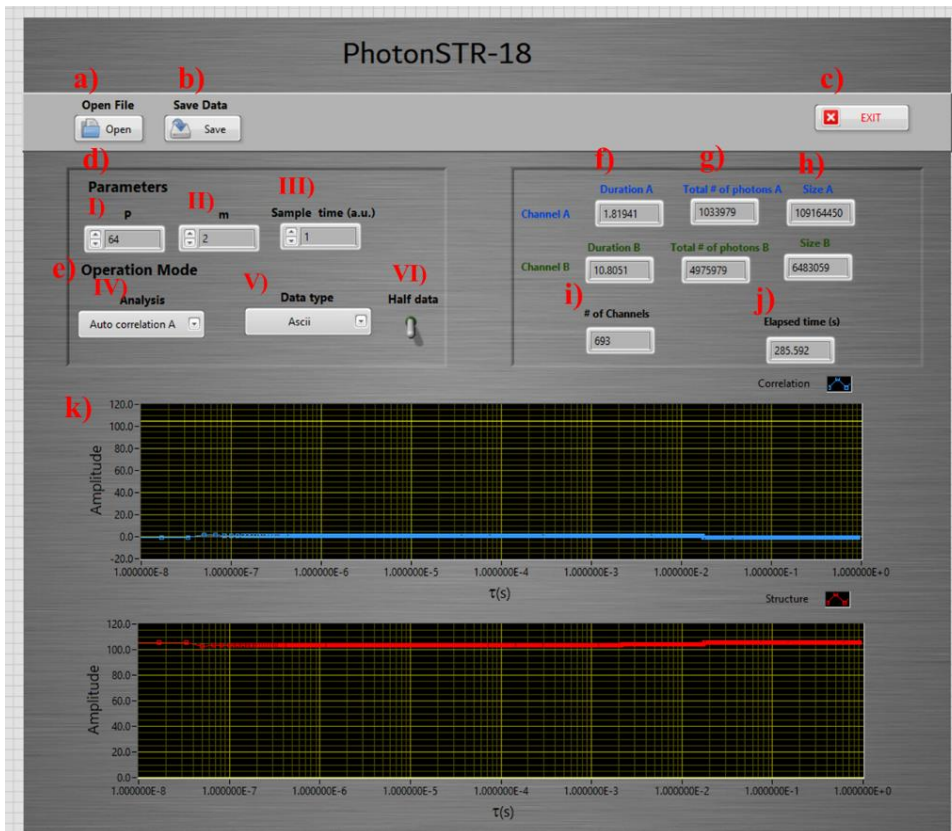 PhotonSTR-18
a) b) c)
Open File Save Data
Open Save EXIT
d) f) g) h)
Parameters
I) II) III)
P m Sample time (a.u.)
64 2 1
Duration A Total # of photons A Size A
Channel A 1.81941 1033979 109164450
Duration B Total # of photons B Size B
Channel B 10.8051 4975979 6483059
e) Operation Mode
IV) V) VI)
Analysis Data type Half data
Auto correlation A Ascii
i) j)
# of Channels Elapsed time (s)
693 285.592
Correlation
k)
120.0
100.0
80.0
60.0
40.0
20.0
0.0
-20.0
Amplitude
1.000000E-8 1.000000E-7 1.000000E-6 1.000000E-5 1.000000E-4 1.000000E-3 1.000000E-2 1.000000E-1 1.000000E+0
τ(s)
Structure
120.0
100.0
80.0
60.0
40.0
20.0
0.0
Amplitude
1.000000E-8 1.000000E-7 1.000000E-6 1.000000E-5 1.000000E-4 1.000000E-3 1.000000E-2 1.000000E-1 1.000000E+0
τ(s)